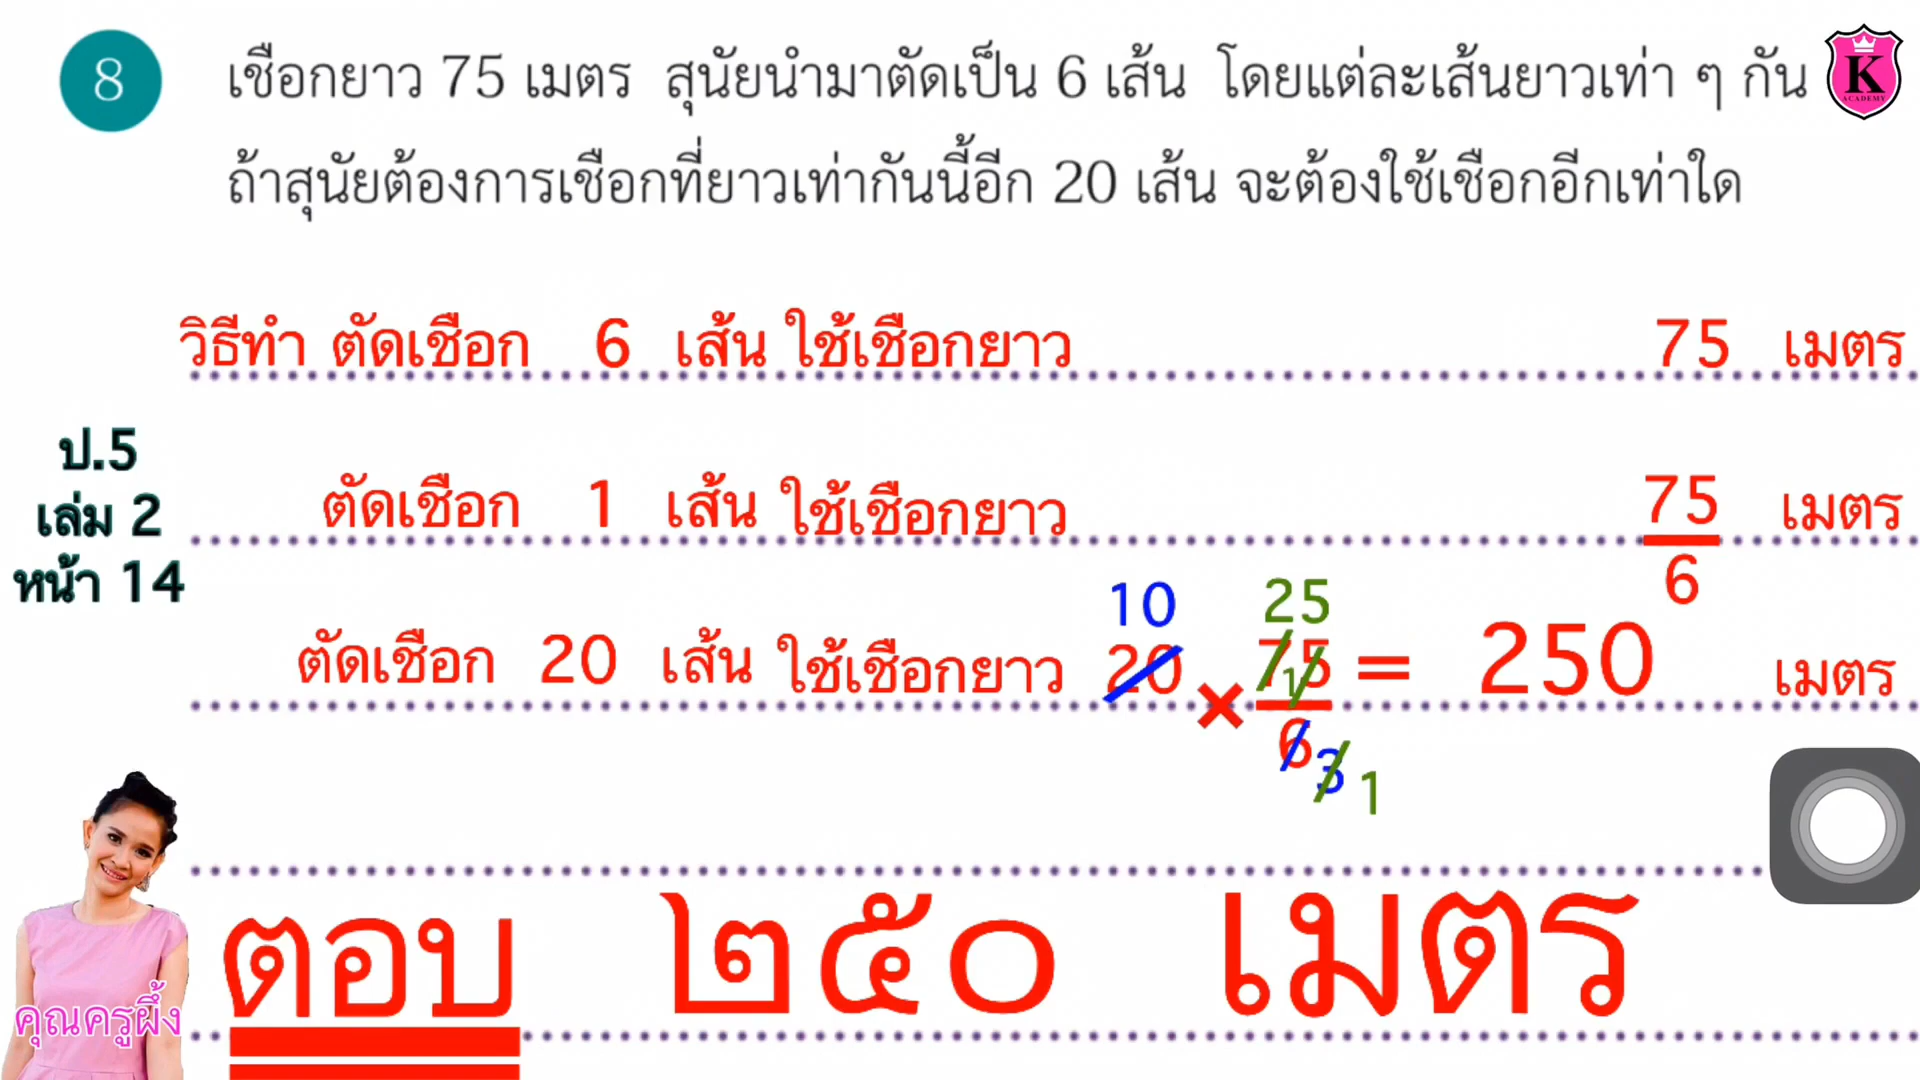 8 เชือกยาว 75 เมตร สุนัยนำมาตัดเป็น 6 เส้น โดยแต่ละเส้นยาวเท่า ๆ กัน
K ACADEMY
ถ้าสุนัยต้องการเชือกที่ยาวเท่ากันนี้อีก 20 เส้น จะต้องใช้เชือกอีกเท่าใด
วิธีทำ ตัดเชือก 6 เส้น ใช้เชือกยาว 75 เมตร
ป.5
เล่ม 2
หน้า 14
ตัดเชือก 1 เส้น ใช้เชือกยาว 75 เมตร
6
10 25
ตัดเชือก 20 เส้น ใช้เชือกยาว 20 × 75 = 250 เมตร
1
6 3 1
ตอบ ๒๕๐ เมตร
คุณครูผึ้ง